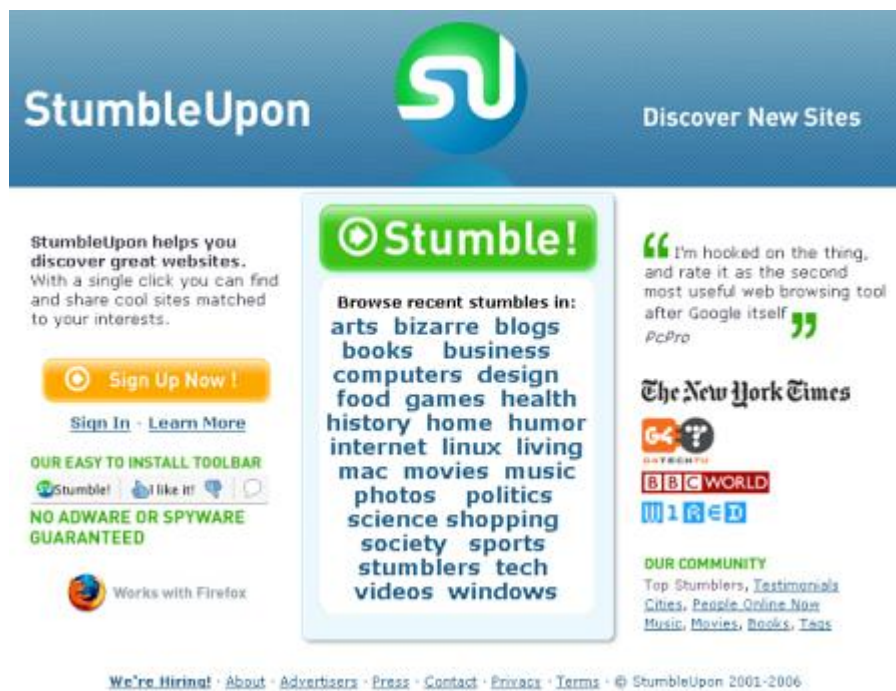 StumbleUpon
SU
Discover New Sites
StumbleUpon helps you
discover great websites.
With a single click you can find
and share cool sites matched
to your interests.
Sign Up Now !
Sign In · Learn More
OUR EASY TO INSTALL TOOLBAR
Stumble! I like it!
NO ADWARE OR SPYWARE
GUARANTEED
Works with Firefox
Stumble!
Browse recent stumbles in:
arts bizarre blogs
books business
computers design
food games health
history home humor
internet linux living
mac movies music
photos politics
science shopping
society sports
stumblers tech
videos windows
“ I'm hooked on the thing,
and rate it as the second
most useful web browsing tool
after Google itself ”
PcPro
The New York Times
G4
G4TECHTV
BBC WORLD
WIRED
OUR COMMUNITY
Top Stumblers, Testimonials
Cities, People Online Now
Music, Movies, Books, Tags
We're Hiring! · About · Advertisers · Press · Contact · Privacy · Terms · © StumbleUpon 2001-2006